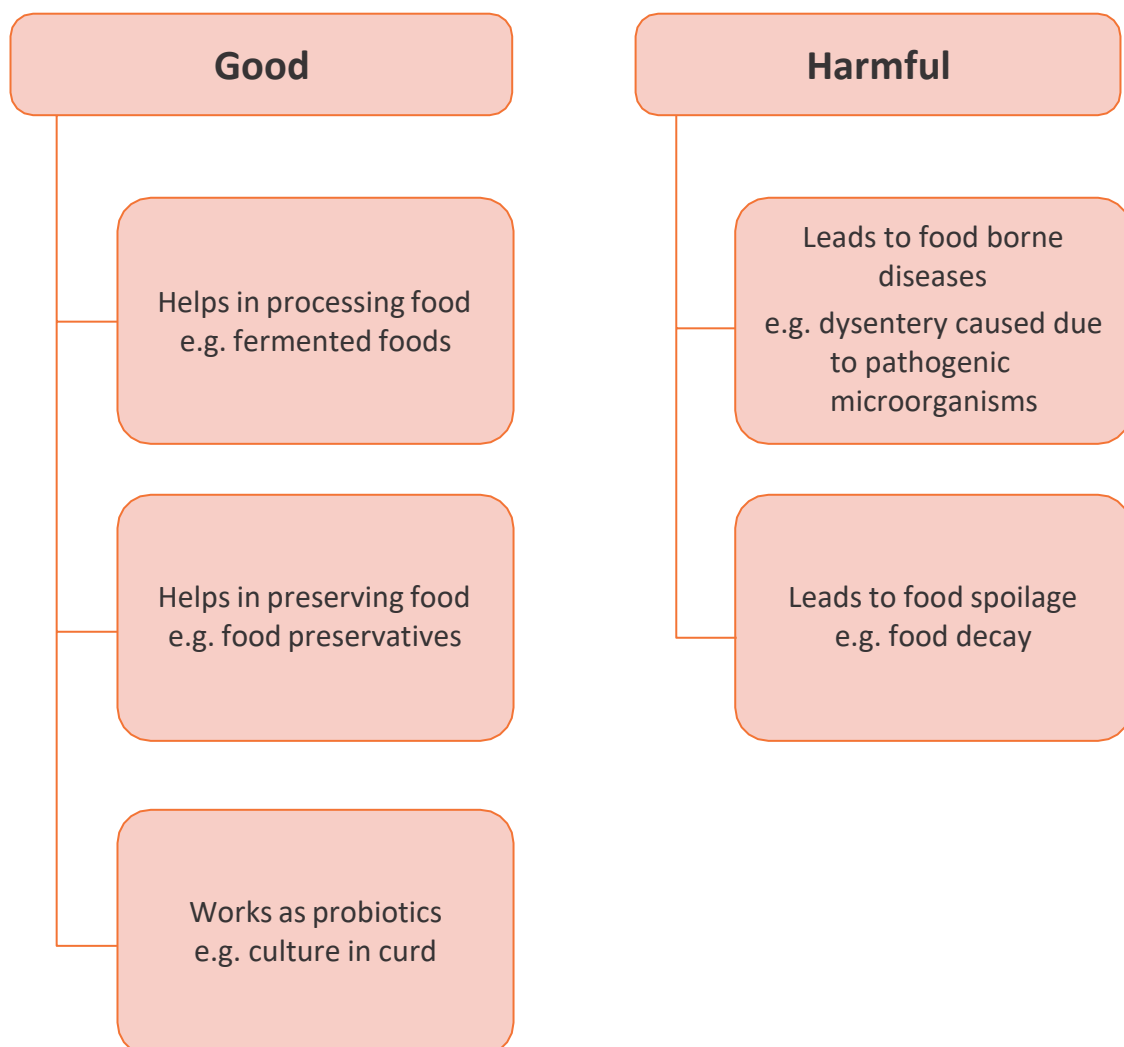 Good
Helps in processing food
e.g. fermented foods
Helps in preserving food
e.g. food preservatives
Works as probiotics
e.g. culture in curd
Harmful
Leads to food borne
diseases
e.g. dysentery caused due
to pathogenic
microorganisms
Leads to food spoilage
e.g. food decay